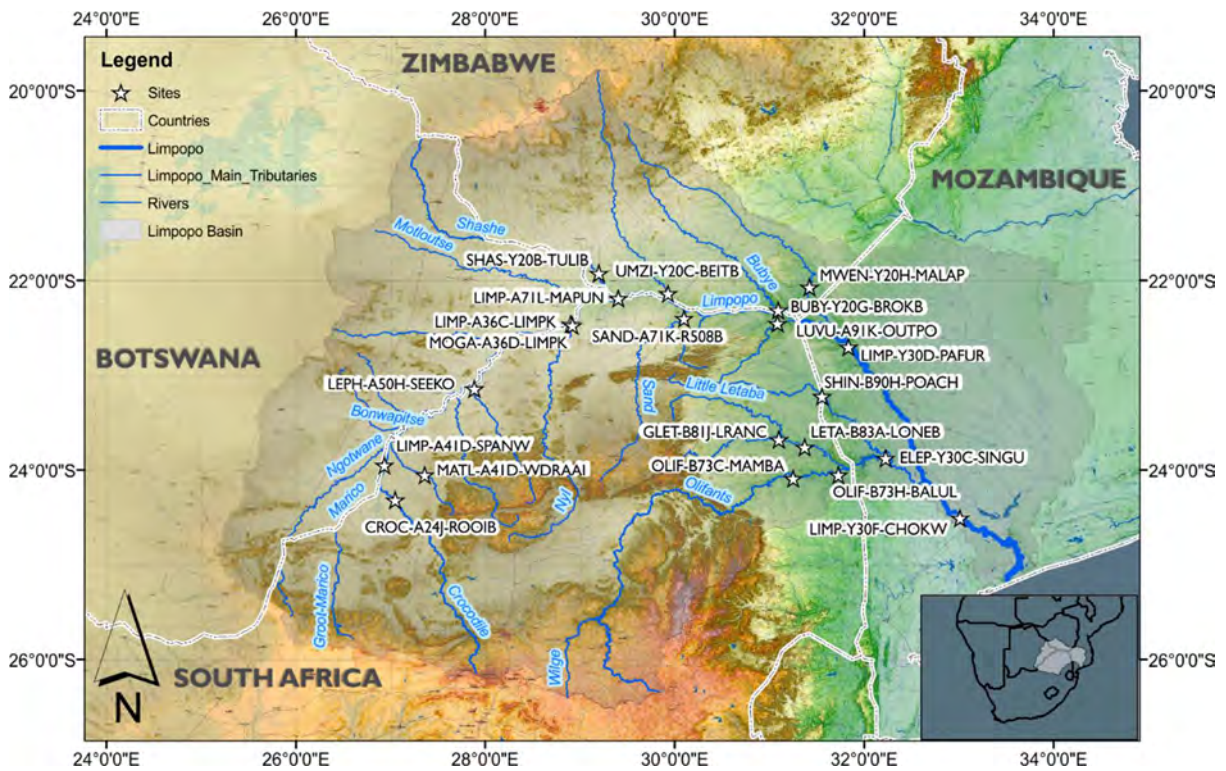 24°0'0"E
26°0'0"E
28°0'0"E
30°0'0"E
32°0'0"E
34°0'0"E
Legend
Sites
Countries
Limpopo
Limpopo_Main_Tributaries
Rivers
Limpopo Basin
ZIMBABWE
MOZAMBIQUE
BOTSWANA
SOUTH AFRICA
20°0'0"S
20°0'0"S
22°0'0"S
22°0'0"S
24°0'0"S
24°0'0"S
26°0'0"S
26°0'0"S
Shashe
Motloutse
SHAS-Y20B-TULIB
UMZI-Y20C-BEITB
Bubye
MWEN-Y20H-MALAP
LIMP-A71L-MAPUN
Limpopo
BUBY-Y20G-BROKB
LIMP-A36C-LIMPK
MOGA-A36D-LIMPK
SAND-A71K-R508B
LUVU-A91K-OUTPO
LIMP-Y30D-PAFUR
LEPH-A50H-SEEKO
Sand
Little Letaba
SHIN-B90H-POACH
Bonwapitse
LIMP-A41D-SPANW
GLET-B81J-LRANC
LETA-B83A-LONEB
Ngotwane
MATL-A41D-WDRAAI
OLIF-B73C-MAMBA
ELEP-Y30C-SINGU
Marico
Nyl
Olifants
OLIF-B73H-BALUL
CROC-A24J-ROOIB
LIMP-Y30F-CHOKW
Groot-Marico
Crocodile
Wilge
N
24°0'0"E
26°0'0"E
28°0'0"E
30°0'0"E
32°0'0"E
34°0'0"E